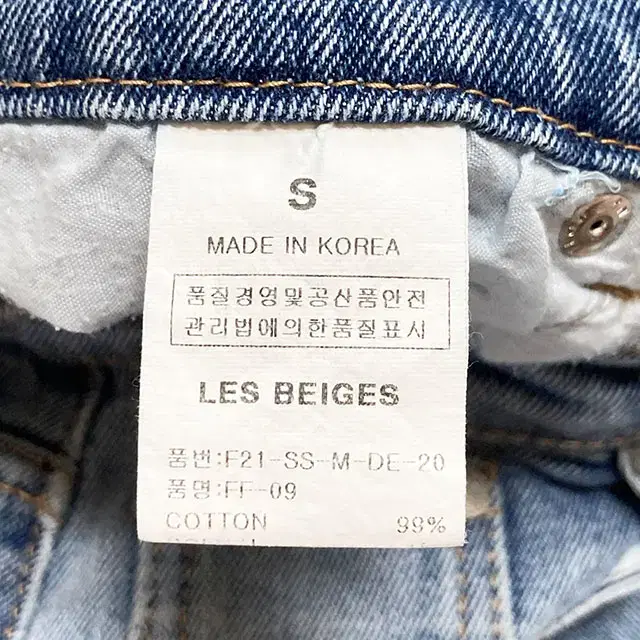 S
MADE IN KOREA
품질경영및공산품안전
관리법에의한품질표시
LES BEIGES
품번:F21-SS-M-DE-20
품명:FF-09
COTTON 99%